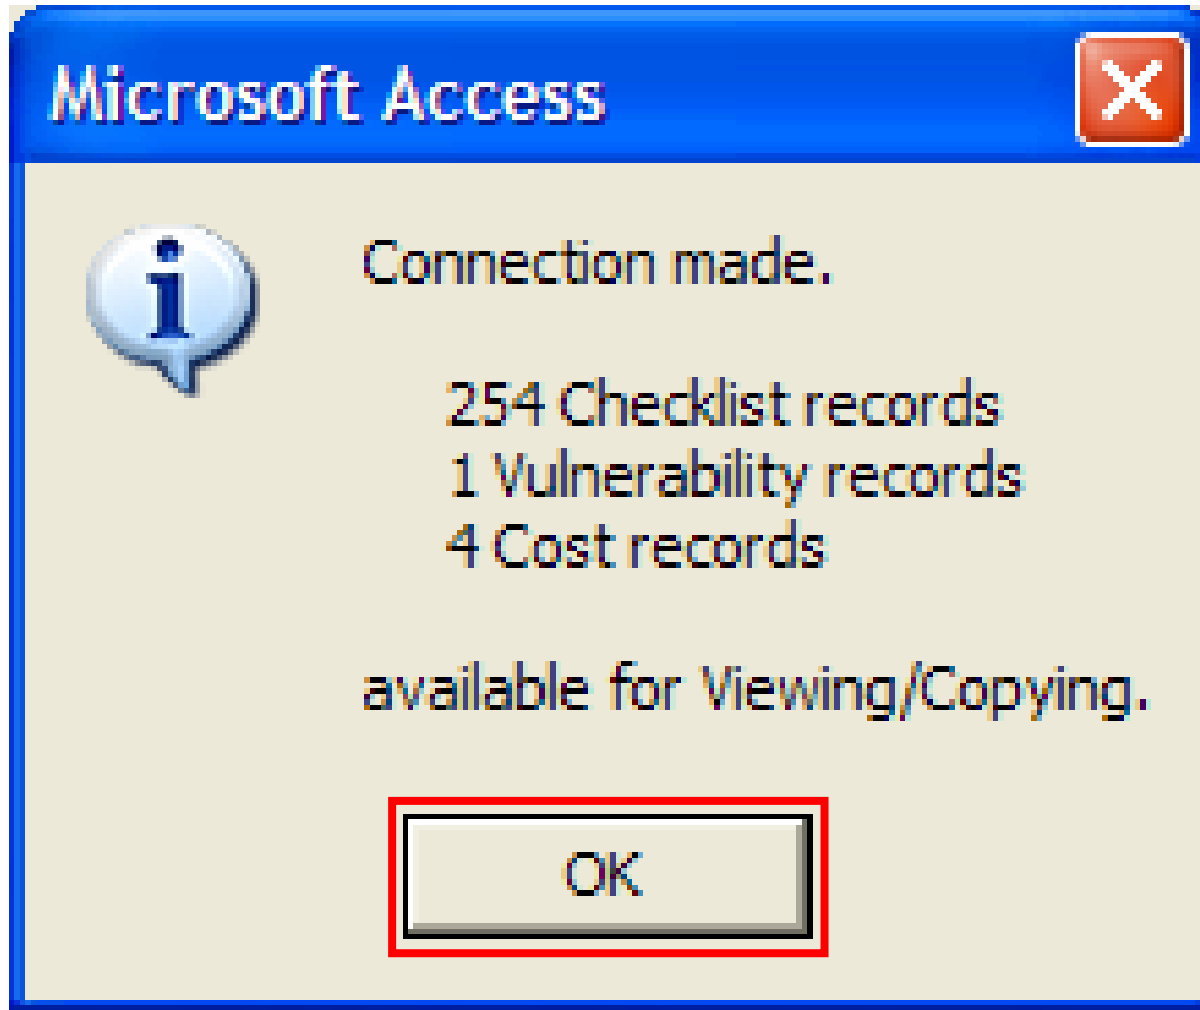 Microsoft Access
Connection made.
254 Checklist records
1 Vulnerability records
4 Cost records
available for Viewing/Copying.
OK